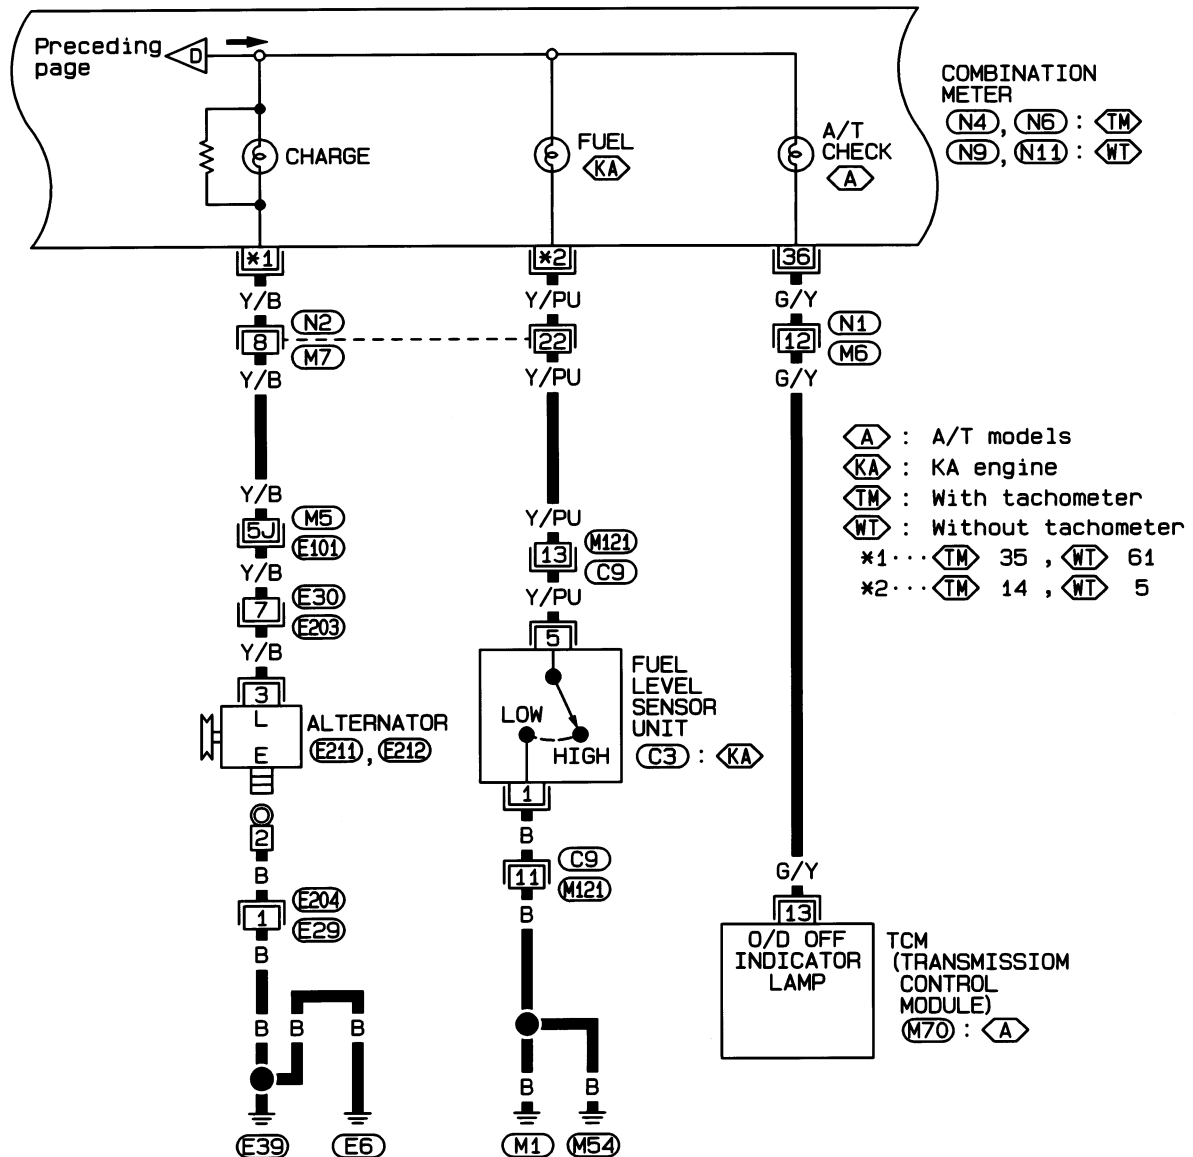 Preceding
page
D
CHARGE
FUEL
KA
A/T
CHECK
A
COMBINATION
METER
N4 , N6 : TM
N9 , N11 : WT
*1
*2
36
Y/B
Y/PU
G/Y
8
N2
M7
22
12
N1
M6
Y/B
Y/PU
G/Y
A : A/T models
KA : KA engine
TM : With tachometer
WT : Without tachometer
*1··· TM 35 , WT 61
*2··· TM 14 , WT 5
Y/B
5J
M5
E101
Y/B
7
E30
E203
Y/B
3
L
E
ALTERNATOR
E211 , E212
2
B
1
E204
E29
B
B
B
B
E39
E6
Y/PU
13
M121
C9
Y/PU
5
LOW
HIGH
FUEL
LEVEL
SENSOR
UNIT
C3 : KA
1
B
11
C9
M121
B
B
B
M1
M54
G/Y
13
O/D OFF
INDICATOR
LAMP
TCM
(TRANSMISSIOM
CONTROL
MODULE)
M70 : A